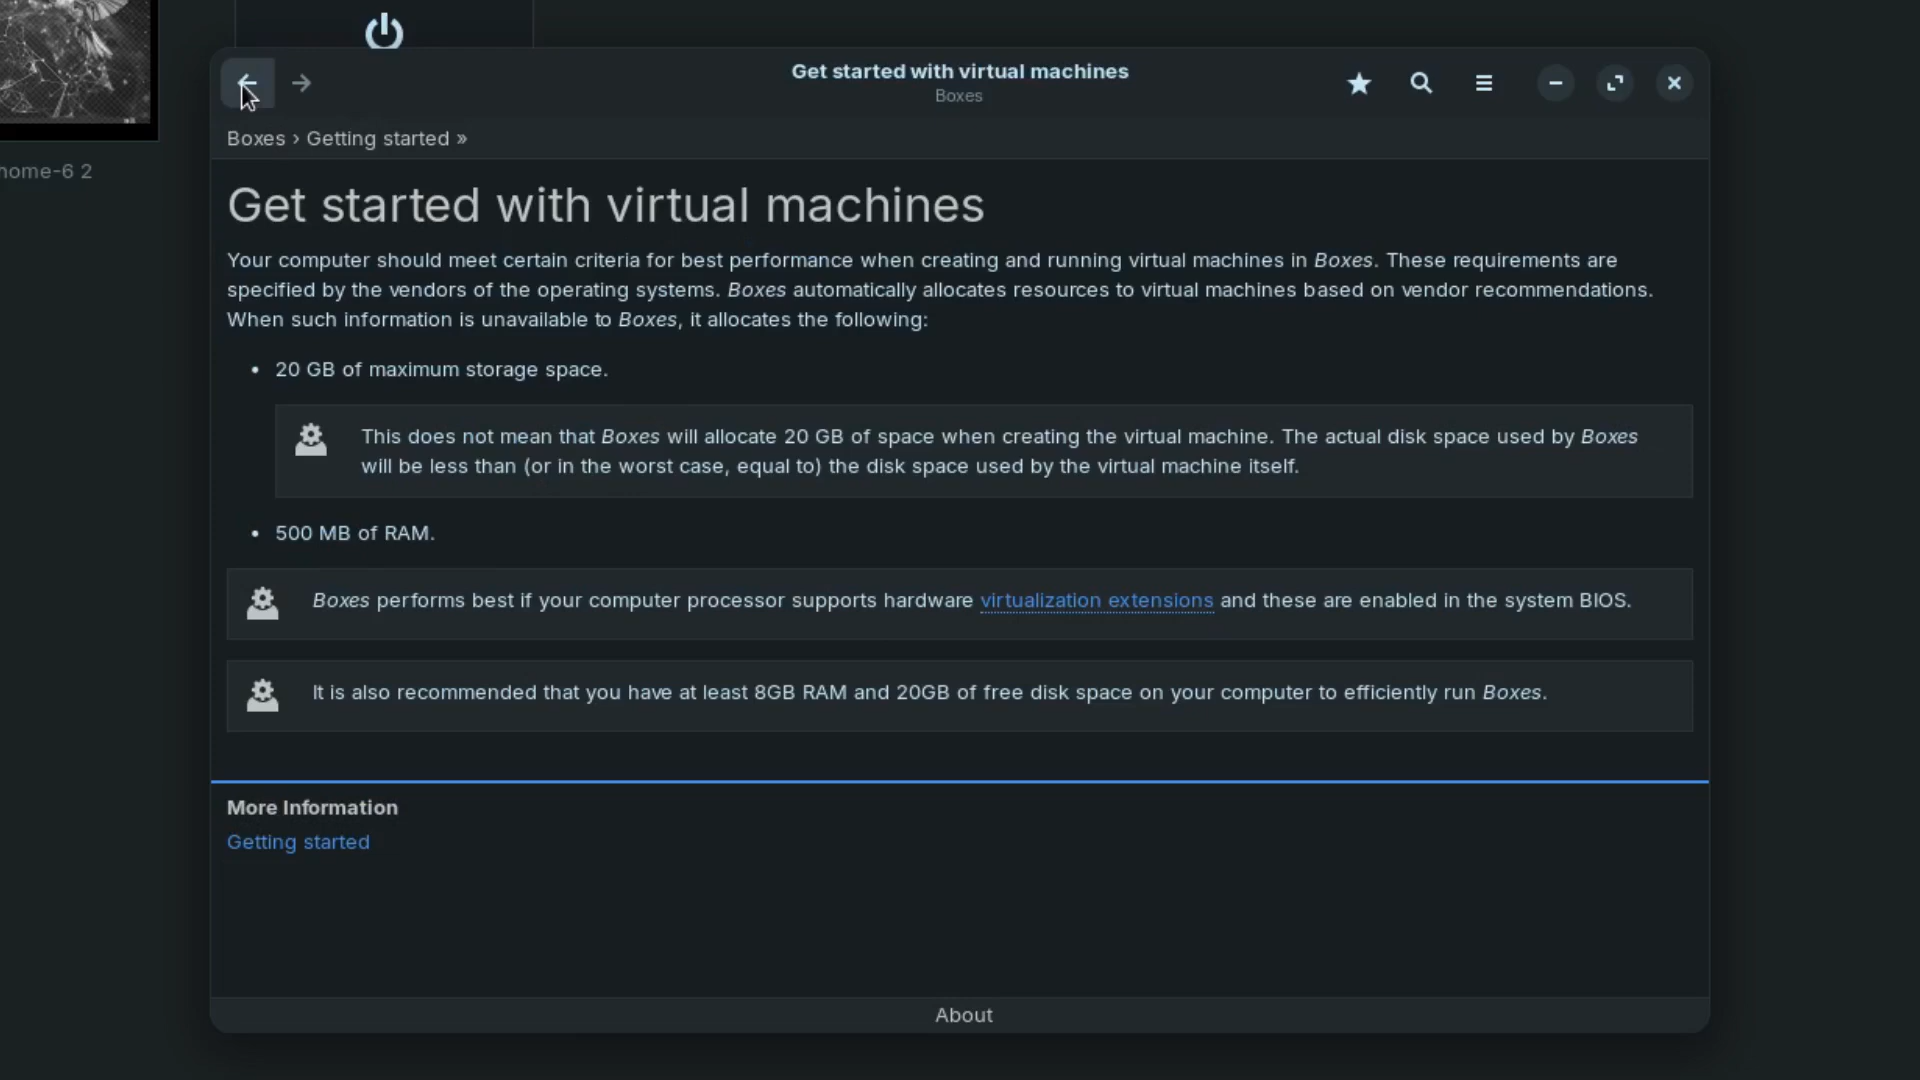 Get started with virtual machines
Boxes
Boxes › Getting started »
home-6 2
Get started with virtual machines
Your computer should meet certain criteria for best performance when creating and running virtual machines in Boxes. These requirements are
specified by the vendors of the operating systems. Boxes automatically allocates resources to virtual machines based on vendor recommendations.
When such information is unavailable to Boxes, it allocates the following:
• 20 GB of maximum storage space.
This does not mean that Boxes will allocate 20 GB of space when creating the virtual machine. The actual disk space used by Boxes
will be less than (or in the worst case, equal to) the disk space used by the virtual machine itself.
• 500 MB of RAM.
Boxes performs best if your computer processor supports hardware virtualization extensions and these are enabled in the system BIOS.
It is also recommended that you have at least 8GB RAM and 20GB of free disk space on your computer to efficiently run Boxes.
More Information
Getting started
About